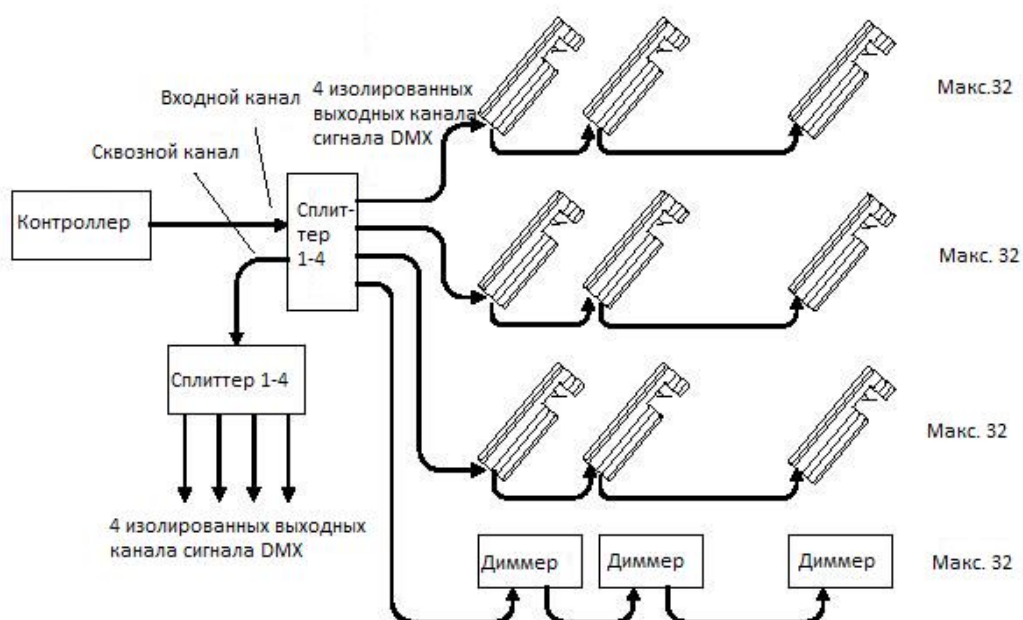 Входной канал
4 изолированных
выходных канала
сигнала DMX
Макс.32
Сквозной канал
Контроллер
Сплит-
тер
1-4
Макс. 32
Сплиттер 1-4
Макс. 32
4 изолированных выходных
канала сигнала DMX
Диммер
Диммер
Диммер
Макс. 32